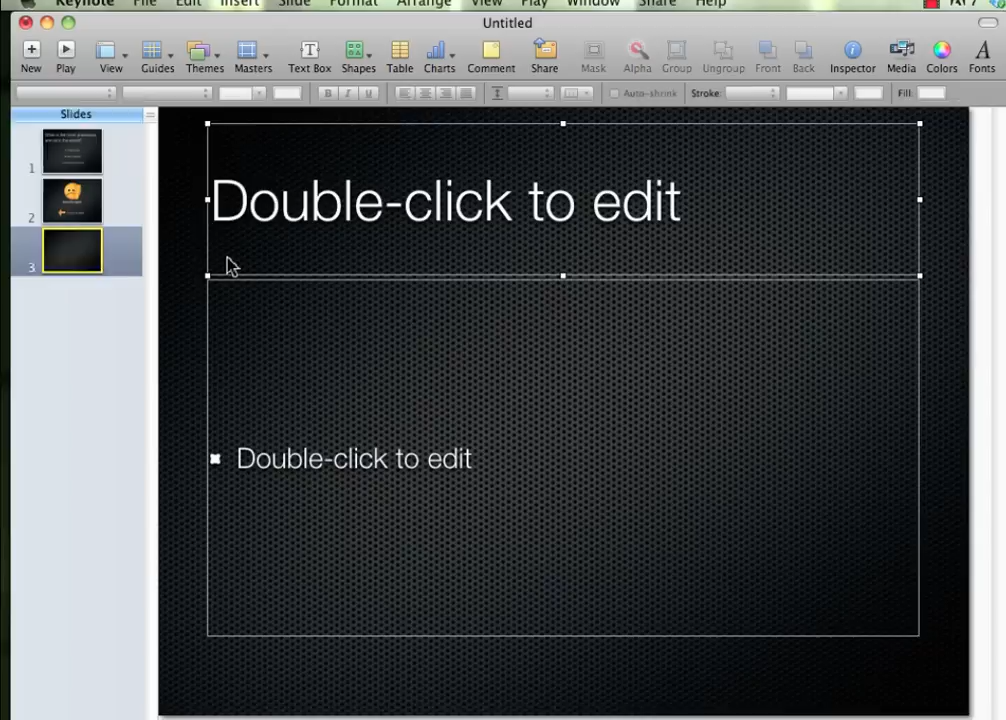 Keynote File Edit Insert Slide Format Arrange View Play Window Share Help
Untitled
New Play View Guides Themes Masters Text Box Shapes Table Charts Comment Share Mask Alpha Group Ungroup Front Back Inspector Media Colors Fonts
B I U Auto-shrink Stroke: Fill:
Slides
1
2
3
Double-click to edit
Double-click to edit